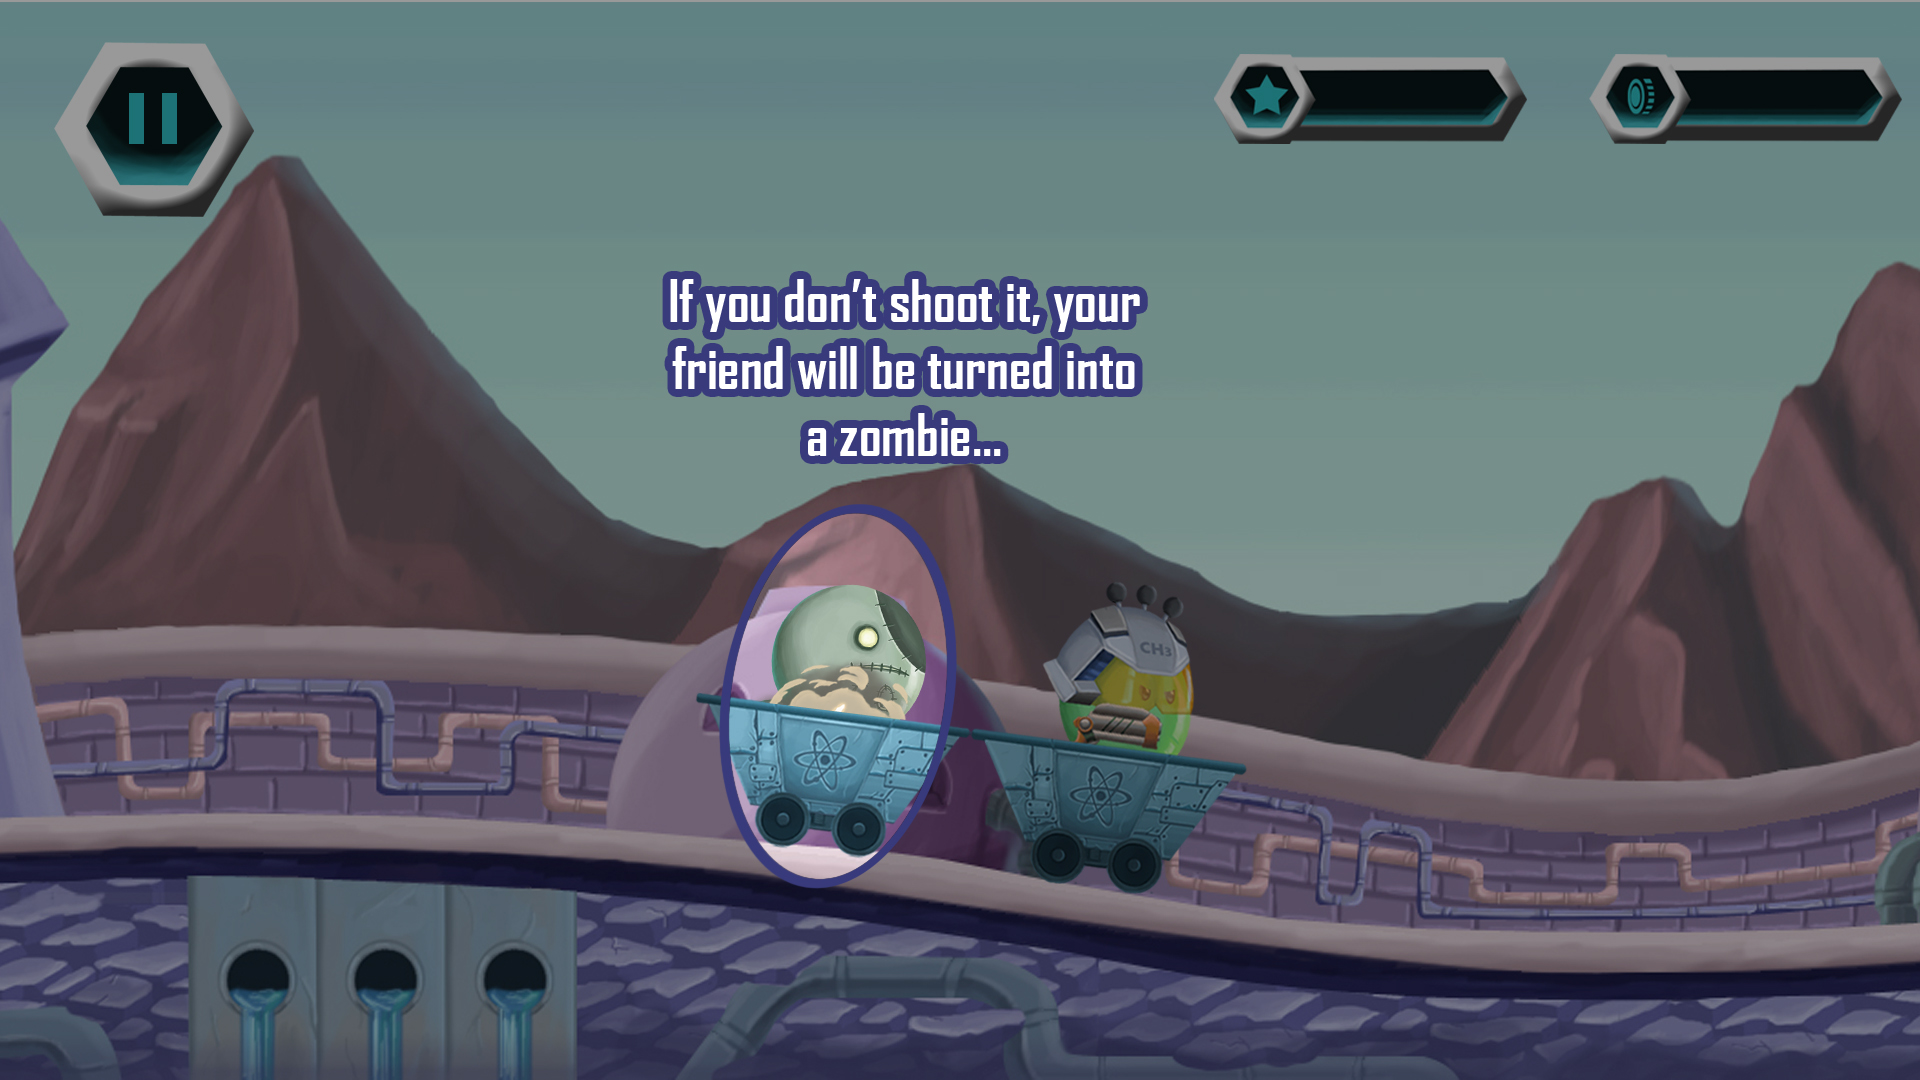 If you don't shoot it, your
friend will be turned into
a zombie...
CH3